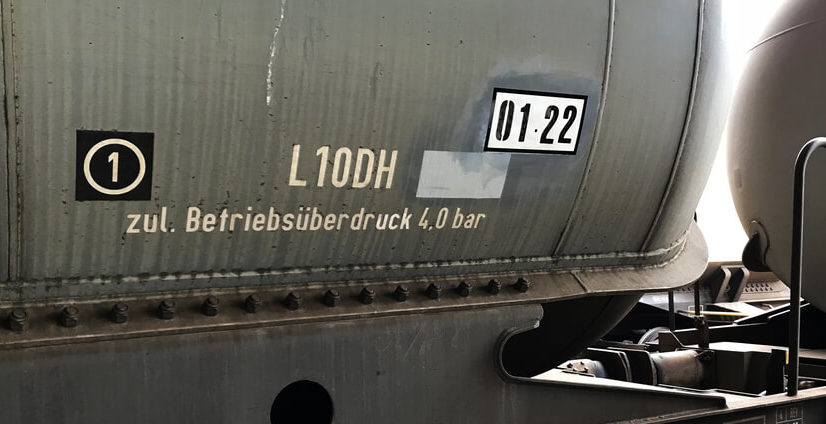 01.22
1
L10DH
zul. Betriebsüberdruck 4,0 bar